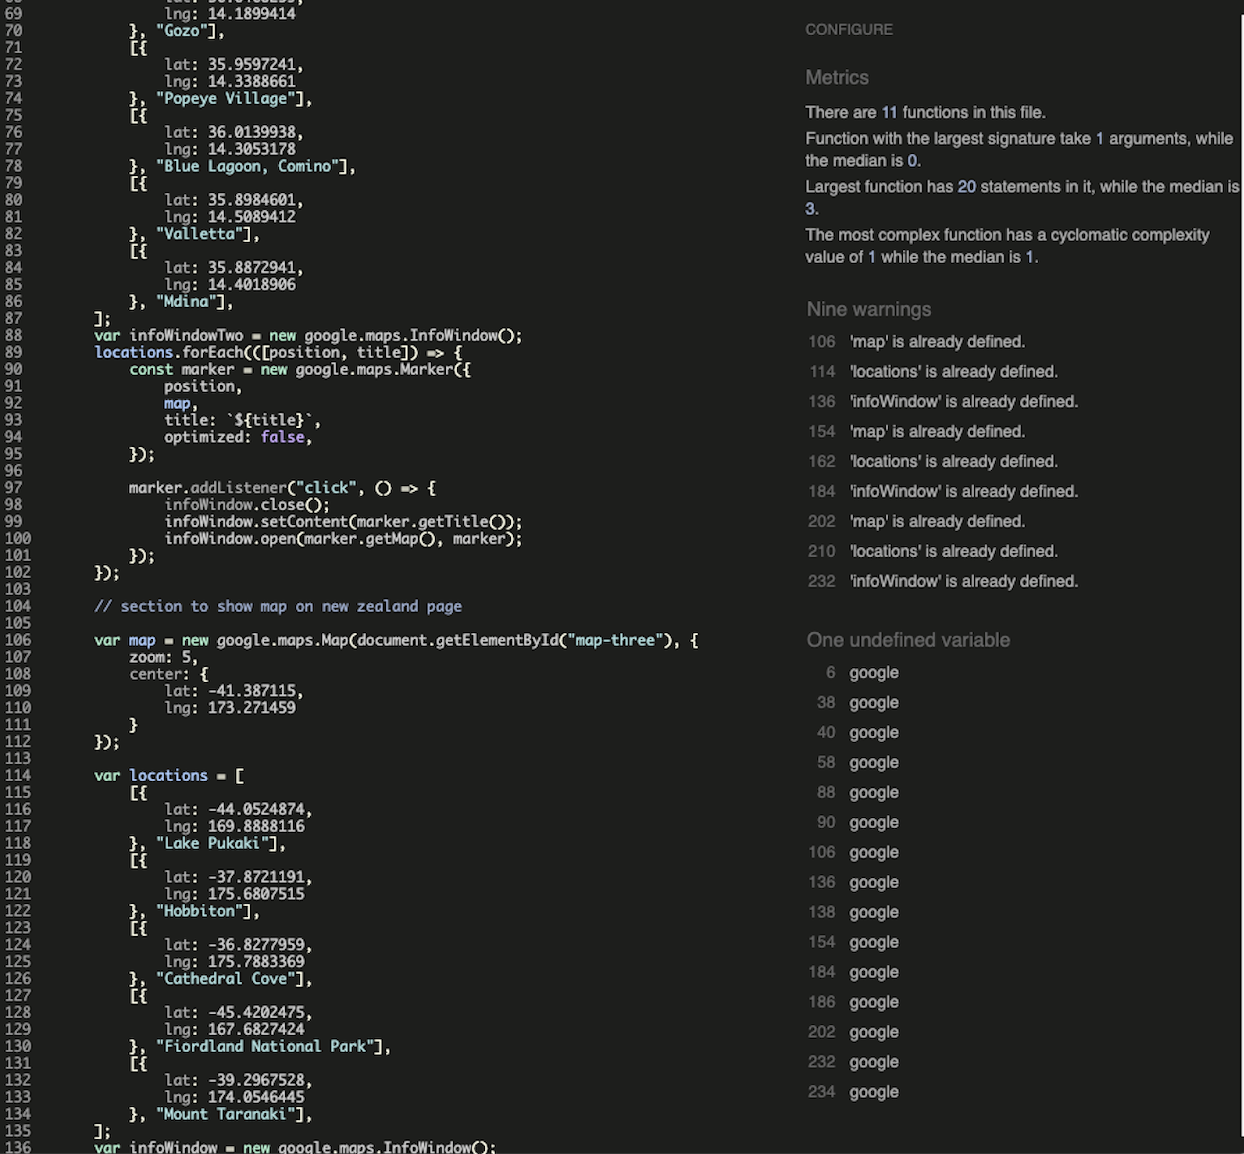 69 lng: 14.1899414
70 }, "Gozo"],
71 [{
72 lat: 35.9597241,
73 lng: 14.3388661
74 }, "Popeye Village"],
75 [{
76 lat: 36.0139938,
77 lng: 14.3053178
78 }, "Blue Lagoon, Comino"],
79 [{
80 lat: 35.8984601,
81 lng: 14.5089412
82 }, "Valletta"],
83 [{
84 lat: 35.8872941,
85 lng: 14.4018906
86 }, "Mdina"],
87 ];
88 var infoWindowTwo = new google.maps.InfoWindow();
89 locations.forEach(([position, title]) => {
90 const marker = new google.maps.Marker({
91 position,
92 map,
93 title: `${title}`,
94 optimized: false,
95 });
96
97 marker.addListener("click", () => {
98 infoWindow.close();
99 infoWindow.setContent(marker.getTitle());
100 infoWindow.open(marker.getMap(), marker);
101 });
102 });
103
104 // section to show map on new zealand page
105
106 var map = new google.maps.Map(document.getElementById("map-three"), {
107 zoom: 5,
108 center: {
109 lat: -41.387115,
110 lng: 173.271459
111 }
112 });
113
114 var locations = [
115 [{
116 lat: -44.0524874,
117 lng: 169.8888116
118 }, "Lake Pukaki"],
119 [{
120 lat: -37.8721191,
121 lng: 175.6807515
122 }, "Hobbiton"],
123 [{
124 lat: -36.8277959,
125 lng: 175.7883369
126 }, "Cathedral Cove"],
127 [{
128 lat: -45.4202475,
129 lng: 167.6827424
130 }, "Fiordland National Park"],
131 [{
132 lat: -39.2967528,
133 lng: 174.0546445
134 }, "Mount Taranaki"],
135 ];
136 var infoWindow = new google.maps.InfoWindow();
CONFIGURE
Metrics
There are 11 functions in this file.
Function with the largest signature take 1 arguments, while
the median is 0.
Largest function has 20 statements in it, while the median is
3.
The most complex function has a cyclomatic complexity
value of 1 while the median is 1.
Nine warnings
106 'map' is already defined.
114 'locations' is already defined.
136 'infoWindow' is already defined.
154 'map' is already defined.
162 'locations' is already defined.
184 'infoWindow' is already defined.
202 'map' is already defined.
210 'locations' is already defined.
232 'infoWindow' is already defined.
One undefined variable
6 google
38 google
40 google
58 google
88 google
90 google
106 google
136 google
138 google
154 google
184 google
186 google
202 google
232 google
234 google